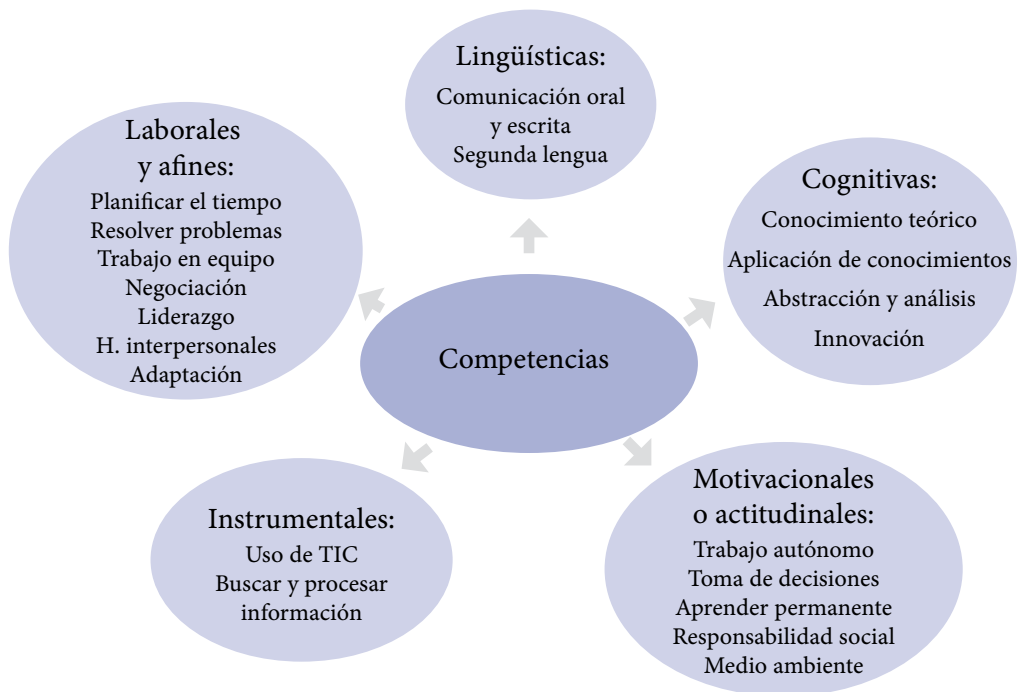 Lingüísticas:
Comunicación oral
y escrita
Segunda lengua
Laborales
y afines:
Planificar el tiempo
Resolver problemas
Trabajo en equipo
Negociación
Liderazgo
H. interpersonales
Adaptación
Cognitivas:
Conocimiento teórico
Aplicación de conocimientos
Abstracción y análisis
Innovación
Competencias
Instrumentales:
Uso de TIC
Buscar y procesar
información
Motivacionales
o actitudinales:
Trabajo autónomo
Toma de decisiones
Aprender permanente
Responsabilidad social
Medio ambiente